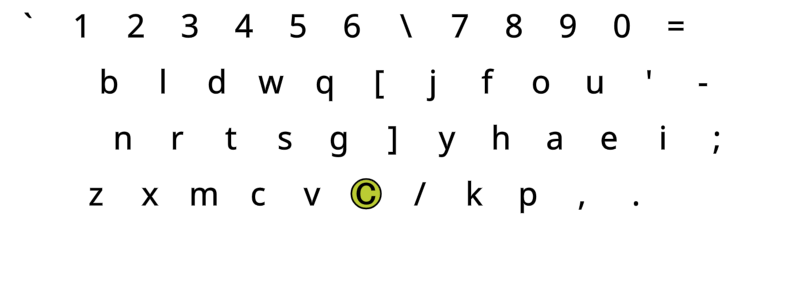 ` 1 2 3 4 5 6 \ 7 8 9 0 =
b l d w q [ j f o u ' -
n r t s g ] y h a e i ;
z x m c v © / k p , .